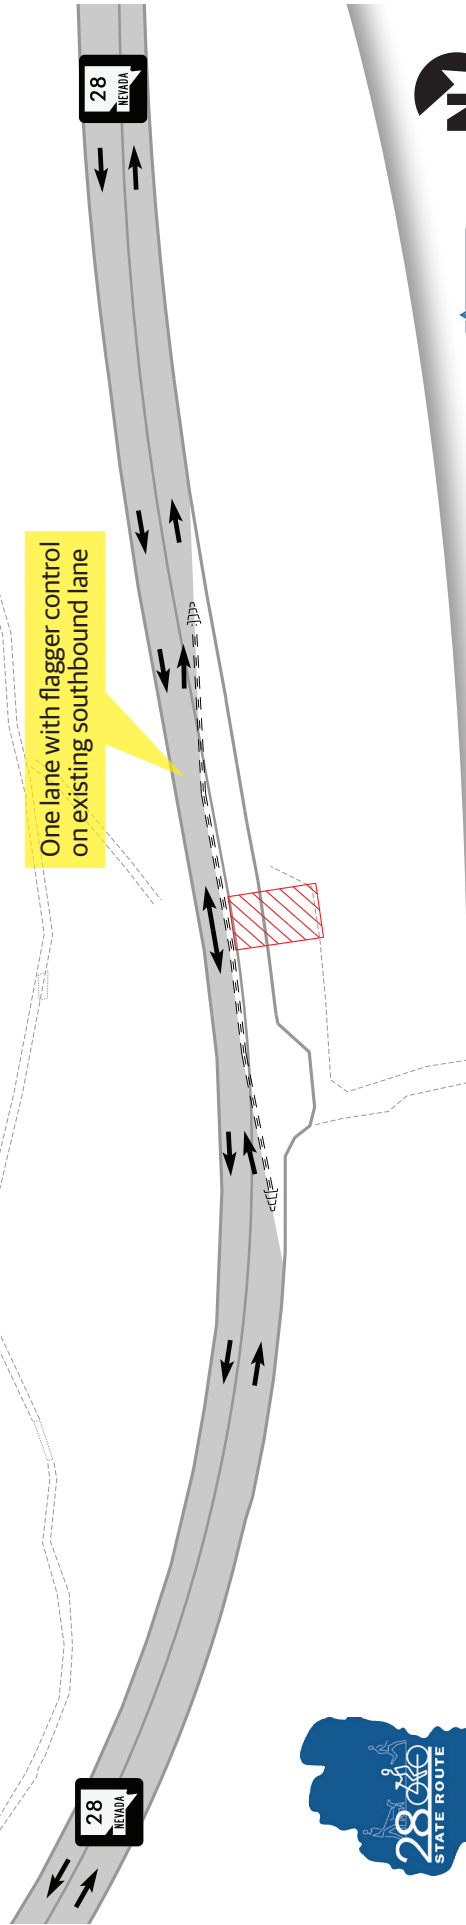 28
NEVADA
One lane with flagger control
on existing southbound lane
28
NEVADA
28
STATE ROUTE
N